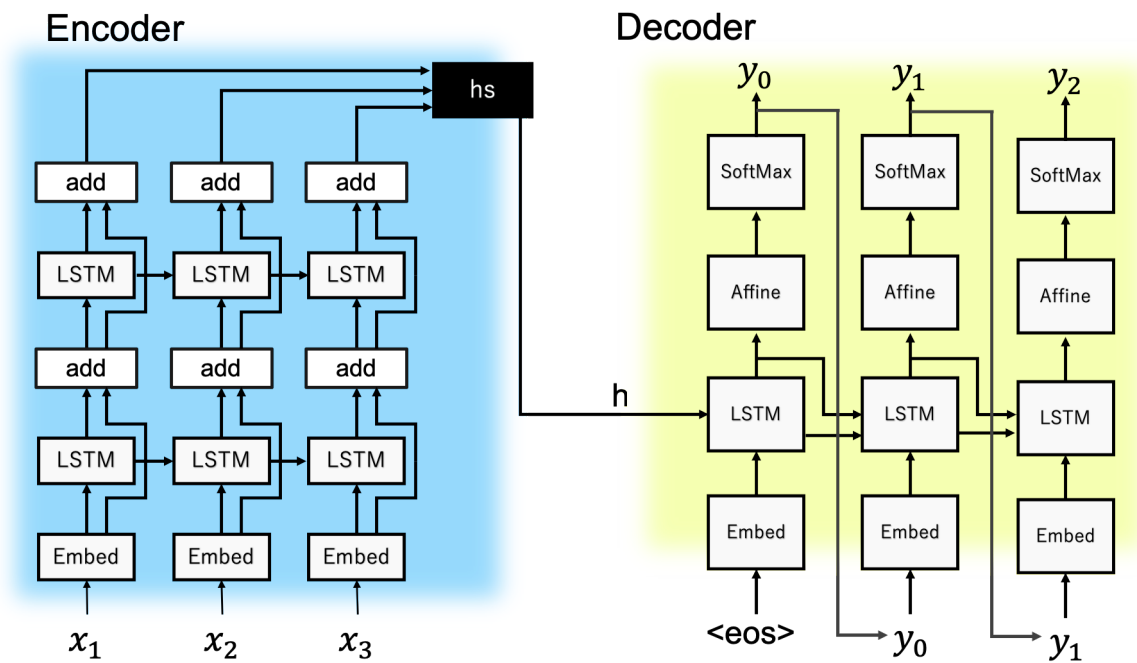 Encoder
Decoder
hs
add
add
add
LSTM
LSTM
LSTM
add
add
add
LSTM
LSTM
LSTM
Embed
Embed
Embed
x₁
x₂
x₃
h
y₀
y₁
y₂
SoftMax
SoftMax
SoftMax
Affine
Affine
Affine
LSTM
LSTM
LSTM
Embed
Embed
Embed
<eos>
y₀
y₁